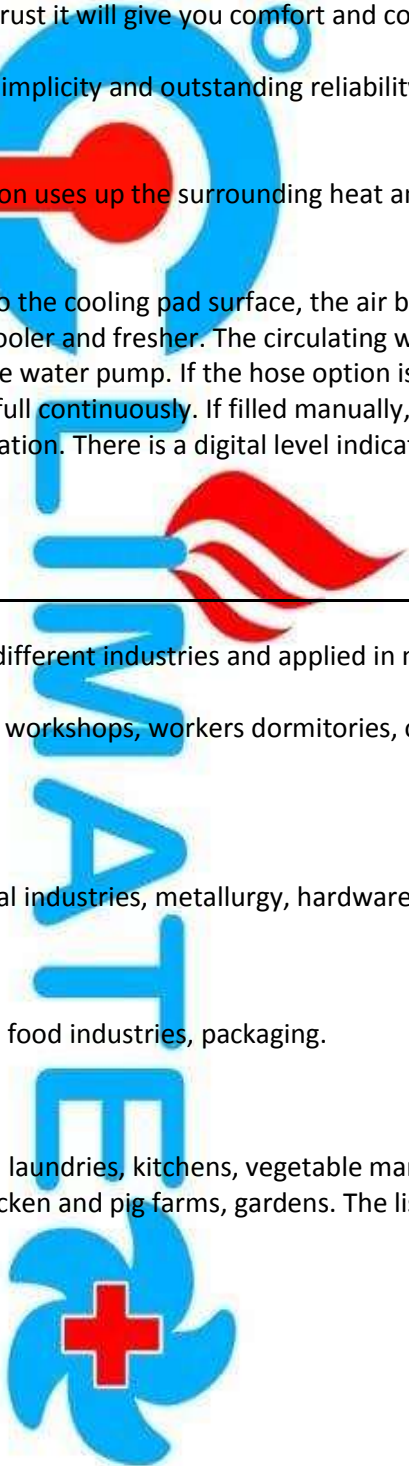 rust it will give you comfort and co
implicity and outstanding reliability
on uses up the surrounding heat a
o the cooling pad surface, the air b
ooler and fresher. The circulating w
e water pump. If the hose option is
full continuously. If filled manually,
ation. There is a digital level indica
different industries and applied in
workshops, workers dormitories,
al industries, metallurgy, hardware
food industries, packaging.
laundries, kitchens, vegetable mar
cken and pig farms, gardens. The lis
CLIMATE